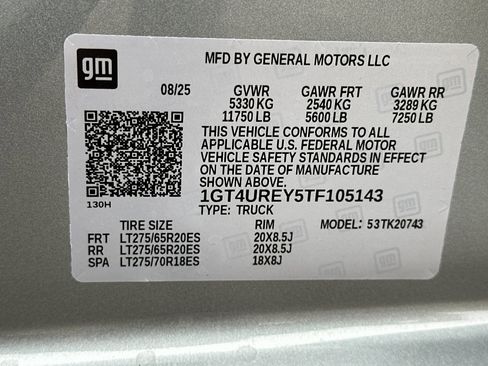 gm
MFD BY GENERAL MOTORS LLC
08/25 GVWR GAWR FRT GAWR RR
5330 KG 2540 KG 3289 KG
11750 LB 5600 LB 7250 LB
THIS VEHICLE CONFORMS TO ALL
APPLICABLE U.S. FEDERAL MOTOR
VEHICLE SAFETY STANDARDS IN EFFECT
ON THE DATE OF MANUFACTURE
SHOWN ABOVE.
130H
1GT4UREY5TF105143
TYPE: TRUCK
TIRE SIZE RIM MODEL: 53TK20743
FRT LT275/65R20ES 20X8.5J
RR LT275/65R20ES 20X8.5J
SPA LT275/70R18ES 18X8J